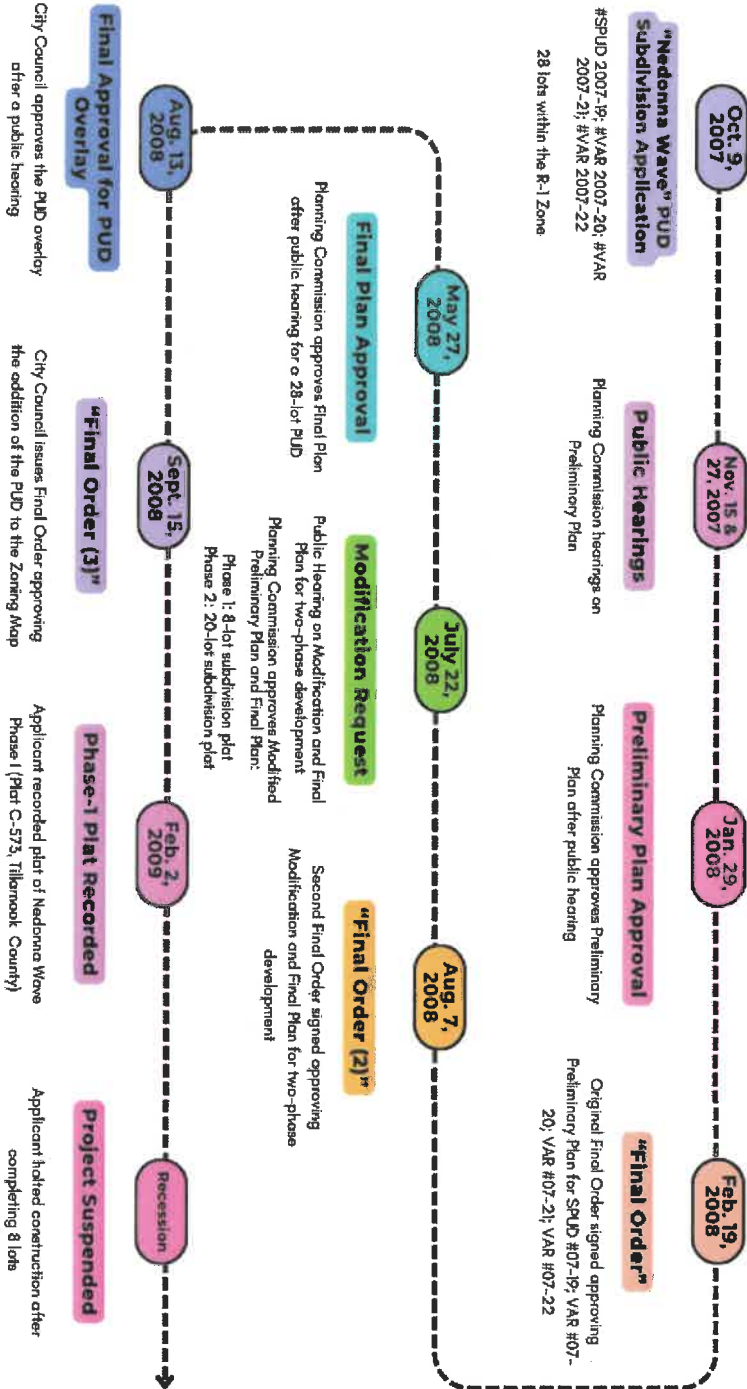 Oct. 9,
2007
"Nedonna Wave" PUD
Subdivision Application
#SPUD 2007-19; #VAR 2007-20; #VAR
2007-21; #VAR 2007-22
28 lots within the R-1 Zone
Nov. 15 &
27, 2007
Public Hearings
Planning Commission hearings on
Preliminary Plan
Jan. 29,
2008
Preliminary Plan Approval
Planning Commission approves Preliminary
Plan after public hearing
Feb. 19,
2008
"Final Order"
Original Final Order signed approving
Preliminary Plan for SPUD #07-19; VAR #07-
20; VAR #07-21; VAR #07-22
May 27,
2008
Final Plan Approval
Planning Commission approves Final Plan
after public hearing for a 28-lot PUD
July 22,
2008
Modification Request
Public Hearing on Modification and Final
Plan for two-phase development
Planning Commission approves Modified
Preliminary Plan and Final Plan:
Phase 1: 8-lot subdivision plat
Phase 2: 20-lot subdivision plat
Aug. 7,
2008
"Final Order (2)"
Second Final Order signed approving
Modification and Final Plan for two-phase
development
Aug. 13,
2008
Final Approval for PUD
Overlay
City Council approves the PUD overlay
after a public hearing
Sept. 15,
2008
"Final Order (3)"
City Council issues Final Order approving
the addition of the PUD to the Zoning Map
Feb. 2,
2009
Phase-1 Plat Recorded
Applicant recorded plat of Nedonna Wave
Phase 1 (Plat C-573, Tillamook County)
Recession
Project Suspended
Applicant halted construction after
completing 8 lots